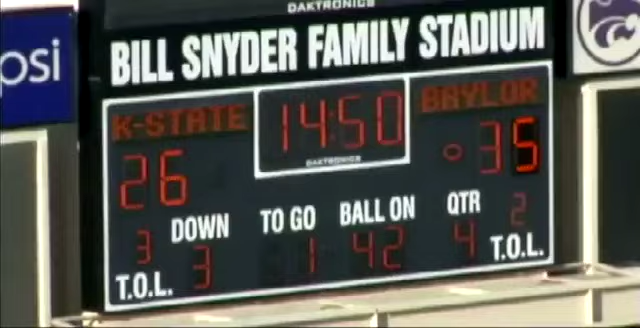 DAKTRONICS
BILL SNYDER FAMILY STADIUM
psi
K-STATE 14:50 BAYLOR
DAKTRONICS
26 35
DOWN TO GO BALL ON QTR
3 3 1 42 4 2
T.O.L. T.O.L.